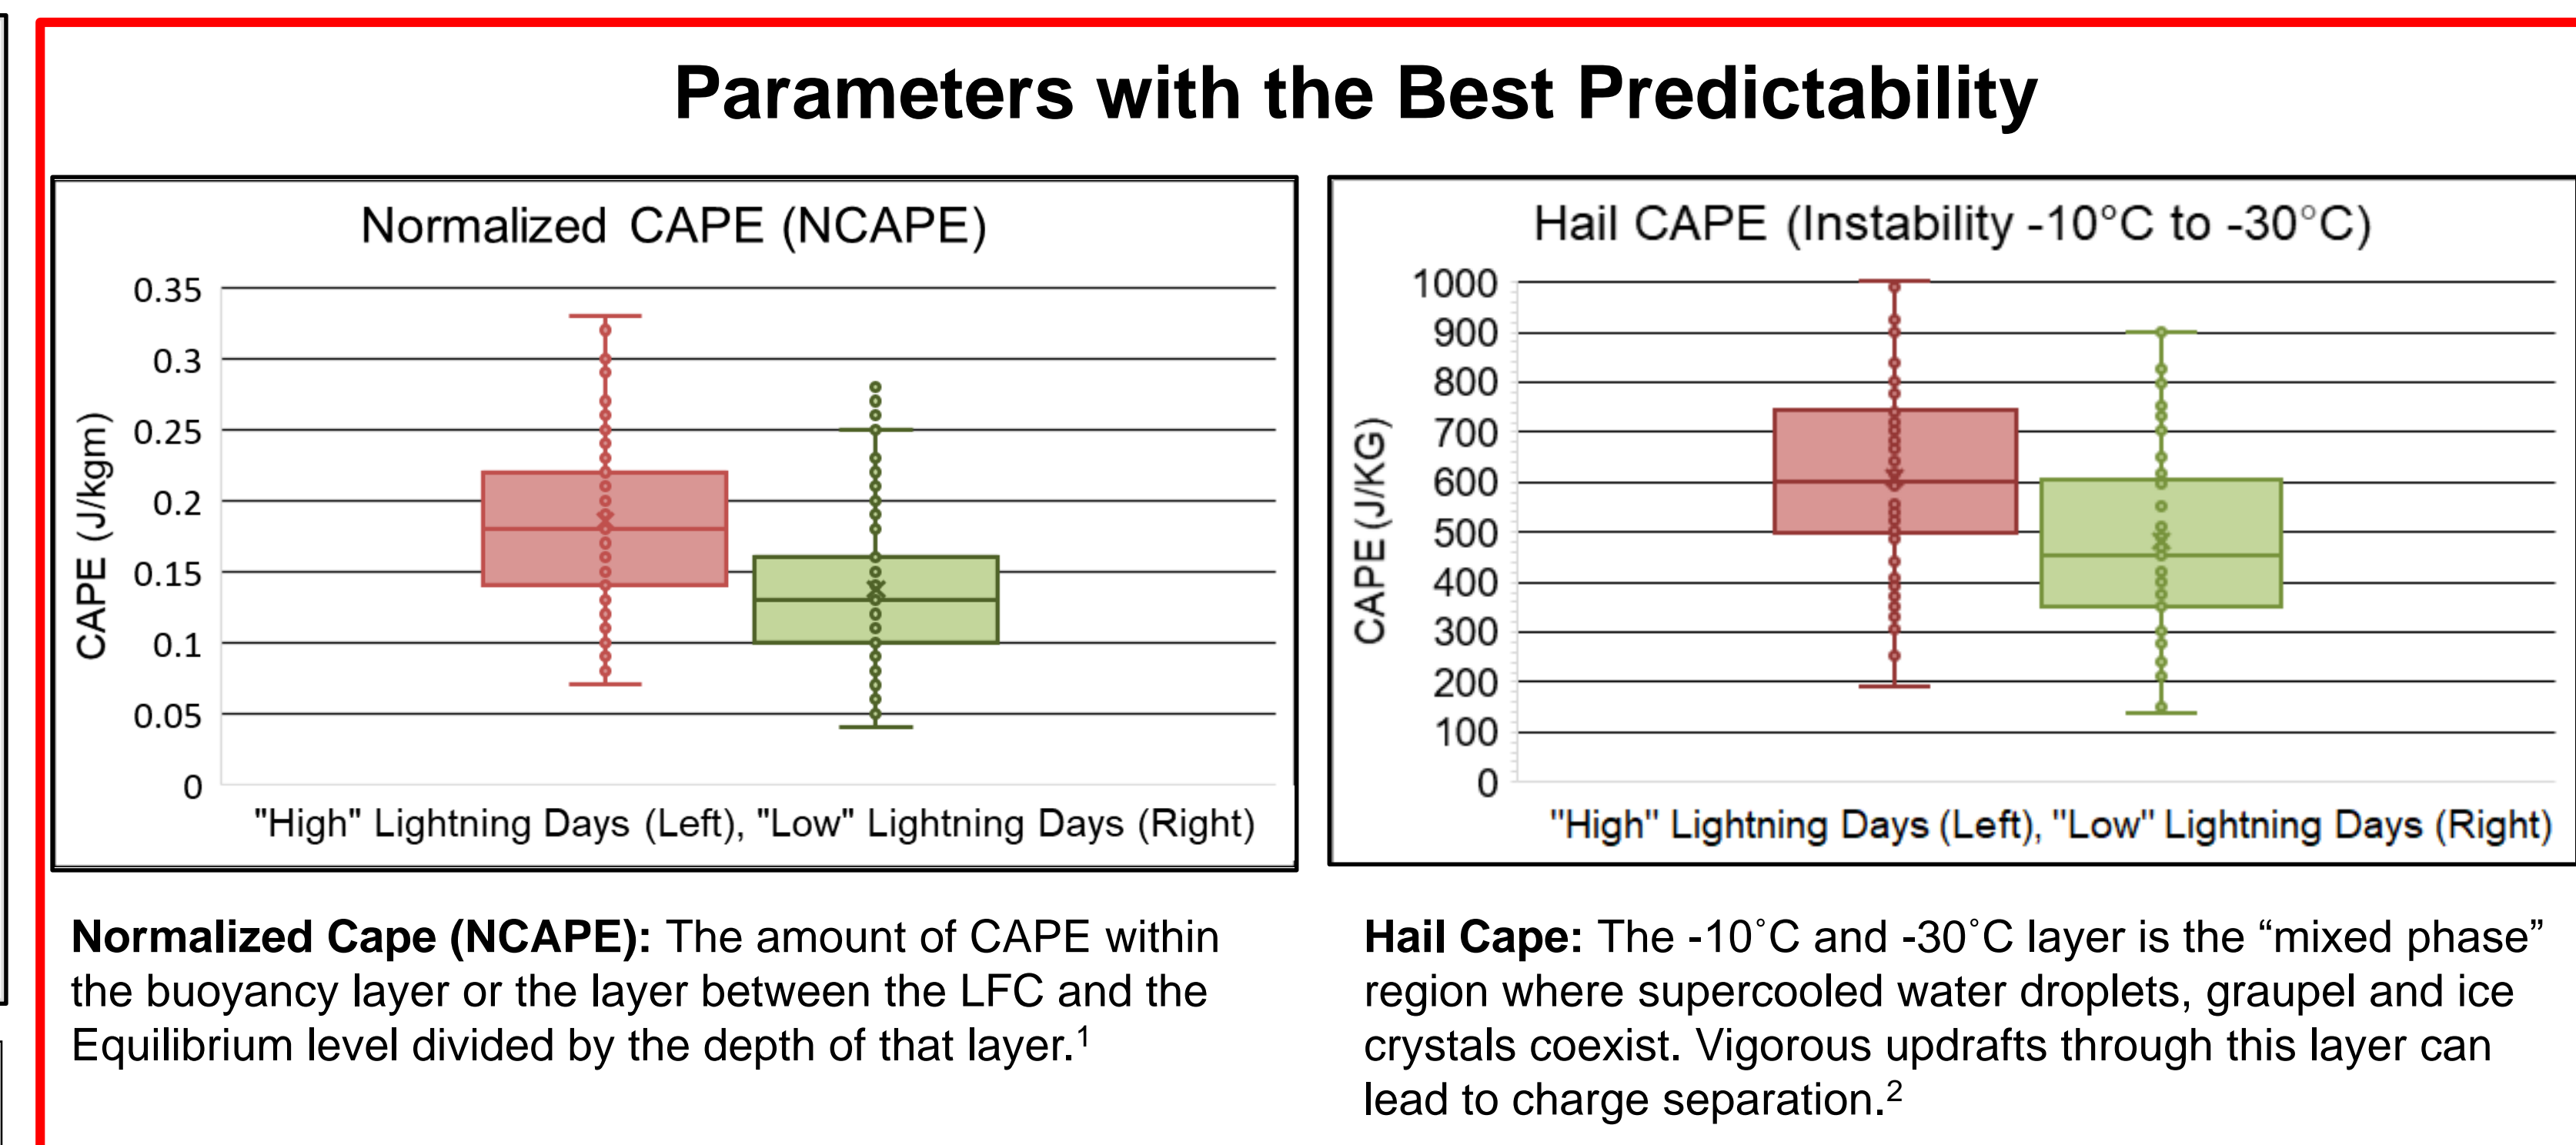 Parameters with the Best Predictability
Normalized CAPE (NCAPE)
0.35
0.3
0.25
0.2
0.15
0.1
0.05
0
CAPE (J/kgm)
"High" Lightning Days (Left), "Low" Lightning Days (Right)
Hail CAPE (Instability -10°C to -30°C)
1000
900
800
700
600
500
400
300
200
100
0
CAPE (J/KG)
"High" Lightning Days (Left), "Low" Lightning Days (Right)
Normalized Cape (NCAPE): The amount of CAPE within
the buoyancy layer or the layer between the LFC and the
Equilibrium level divided by the depth of that layer.¹
Hail Cape: The -10˚C and -30˚C layer is the “mixed phase”
region where supercooled water droplets, graupel and ice
crystals coexist. Vigorous updrafts through this layer can
lead to charge separation.²